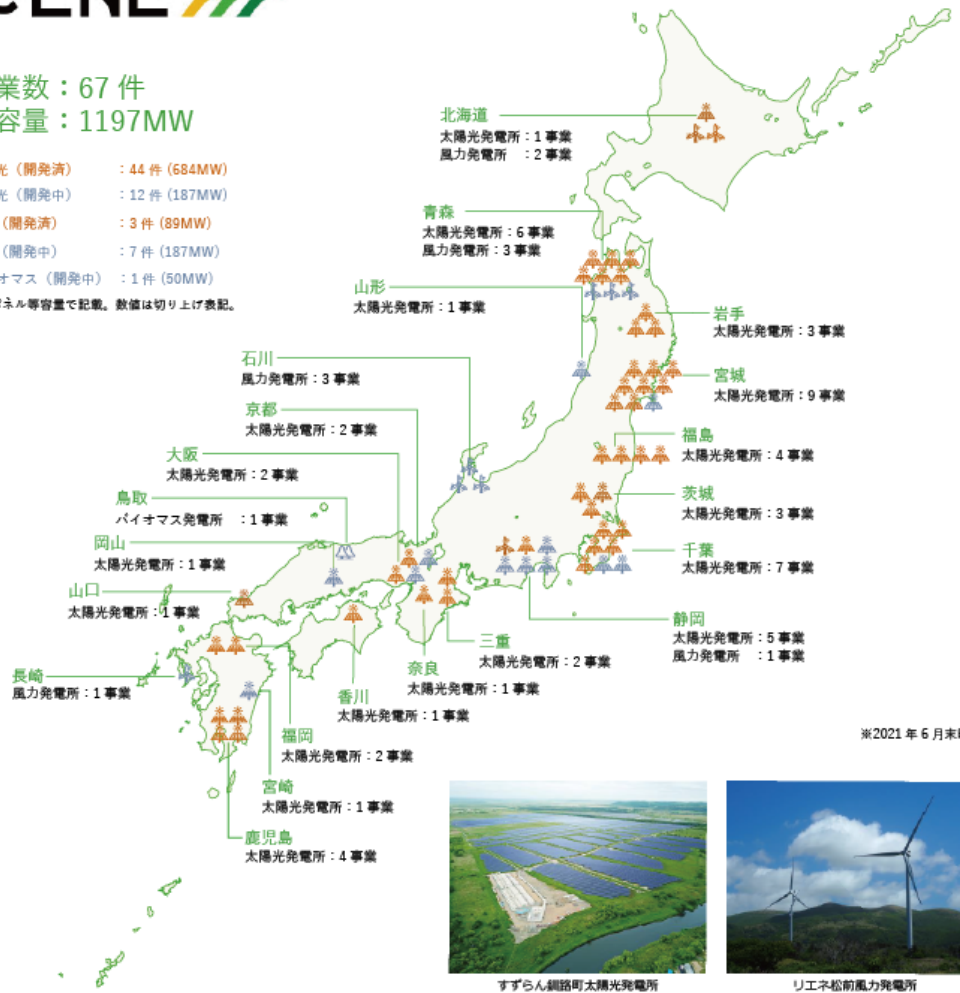 ENE
業数：67 件
容量：1197MW
光（開発済）　：44 件 (684MW)
光（開発中）　：12 件 (187MW)
（開発済）　：3 件 (89MW)
（開発中）　：7 件 (187MW)
オマス（開発中）：1 件 (50MW)
ネル等容量で記載。数値は切り上げ表記。
北海道
太陽光発電所：1 事業
風力発電所　：2 事業
青森
太陽光発電所：6 事業
風力発電所：3 事業
山形
太陽光発電所：1 事業
岩手
太陽光発電所：3 事業
石川
風力発電所：3 事業
宮城
太陽光発電所：9 事業
京都
太陽光発電所：2 事業
福島
太陽光発電所：4 事業
大阪
太陽光発電所：2 事業
茨城
太陽光発電所：3 事業
鳥取
バイオマス発電所　：1 事業
千葉
太陽光発電所：7 事業
岡山
太陽光発電所：1 事業
山口
太陽光発電所：1 事業
静岡
太陽光発電所：5 事業
風力発電所　：1 事業
三重
太陽光発電所：2 事業
奈良
太陽光発電所：1 事業
長崎
風力発電所：1 事業
香川
太陽光発電所：1 事業
福岡
太陽光発電所：2 事業
宮崎
太陽光発電所：1 事業
鹿児島
太陽光発電所：4 事業
※2021 年 6 月末
すずらん釧路町太陽光発電所
リエネ松前風力発電所